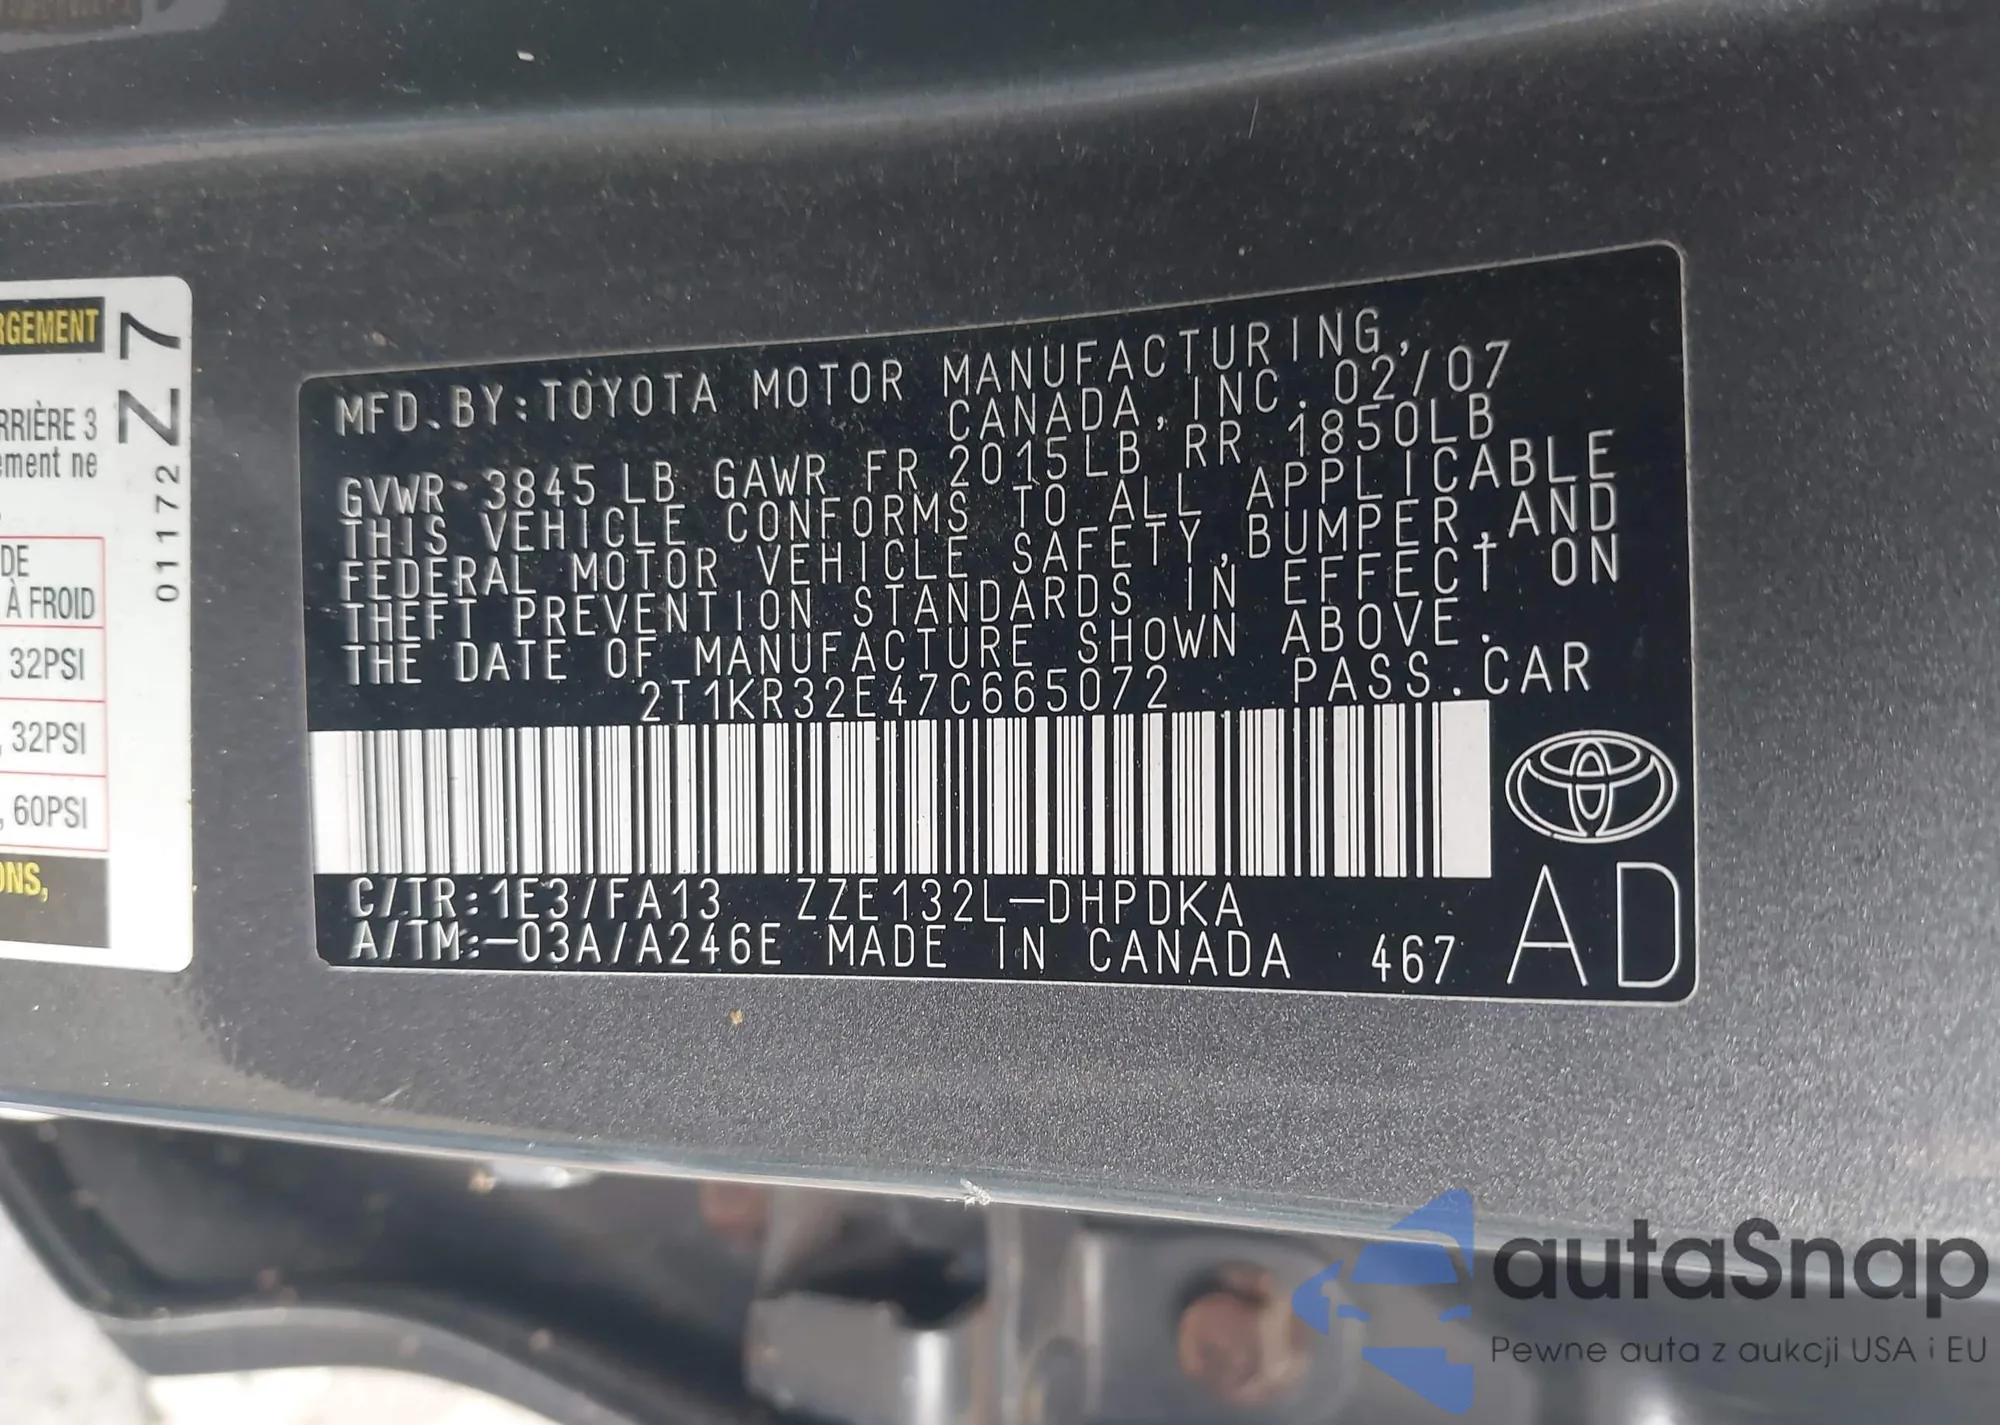 RGEMENT
RRIÈRE 3
ement ne
DE
À FROID
, 32PSI
, 32PSI
, 60PSI
ONS,
Z7
01172
MFD. BY:TOYOTA MOTOR MANUFACTURING,
CANADA, INC. 02/07
GVWR 3845 LB GAWR FR 2015LB RR 1850LB
THIS VEHICLE CONFORMS TO ALL APPLICABLE
FEDERAL MOTOR VEHICLE SAFETY, BUMPER, AND
THEFT PREVENTION STANDARDS IN EFFECT ON
THE DATE OF MANUFACTURE SHOWN ABOVE.
2T1KR32E47C665072 PASS. CAR
C/TR:1E3/FA13 ZZE132L-DHPDKA
A/TM:-03A/A246E MADE IN CANADA 467
AD
autaSnap
Pewne auta z aukcji USA i EU